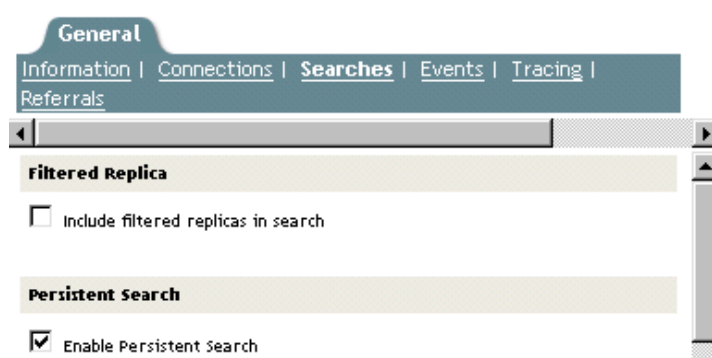 General
Information | Connections | Searches | Events | Tracing |
Referrals
Filtered Replica
Include filtered replicas in search
Persistent Search
Enable Persistent Search